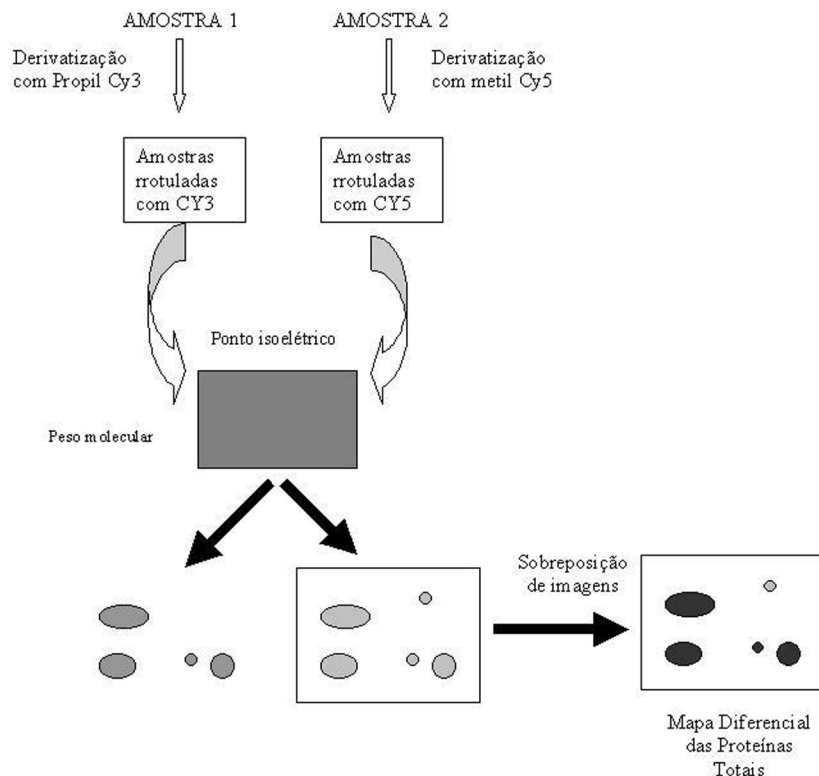 AMOSTRA 1
AMOSTRA 2
Derivatização
com Propil Cy3
Derivatização
com metil Cy5
Amostras
rrotuladas
com CY3
Amostras
rrotuladas
com CY5
Ponto isoelétrico
Peso molecular
Sobreposição
de imagens
Mapa Diferencial
das Proteínas
Totais